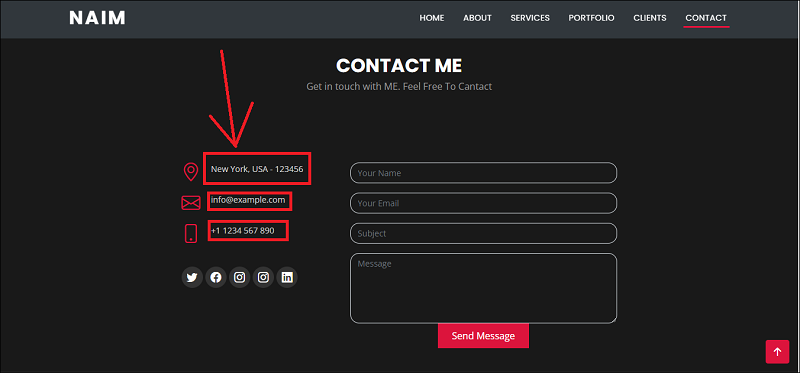 NAIM
HOME ABOUT SERVICES PORTFOLIO CLIENTS CONTACT
CONTACT ME
Get in touch with ME. Feel Free To Cantact
New York, USA - 123456
info@example.com
+1 1234 567 890
Your Name
Your Email
Subject
Message
Send Message